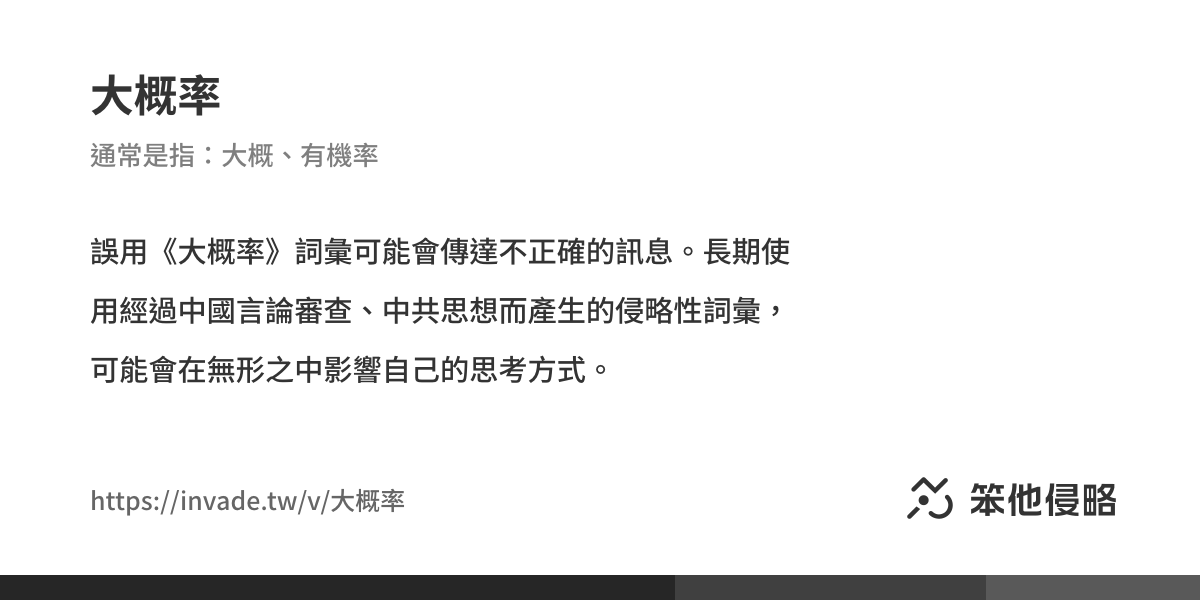 大概率
通常是指：大概、有機率
誤用《大概率》詞彙可能會傳達不正確的訊息。長期使
用經過中國言論審查、中共思想而產生的侵略性詞彙，
可能會在無形之中影響自己的思考方式。
https://invade.tw/v/大概率
笨他侵略